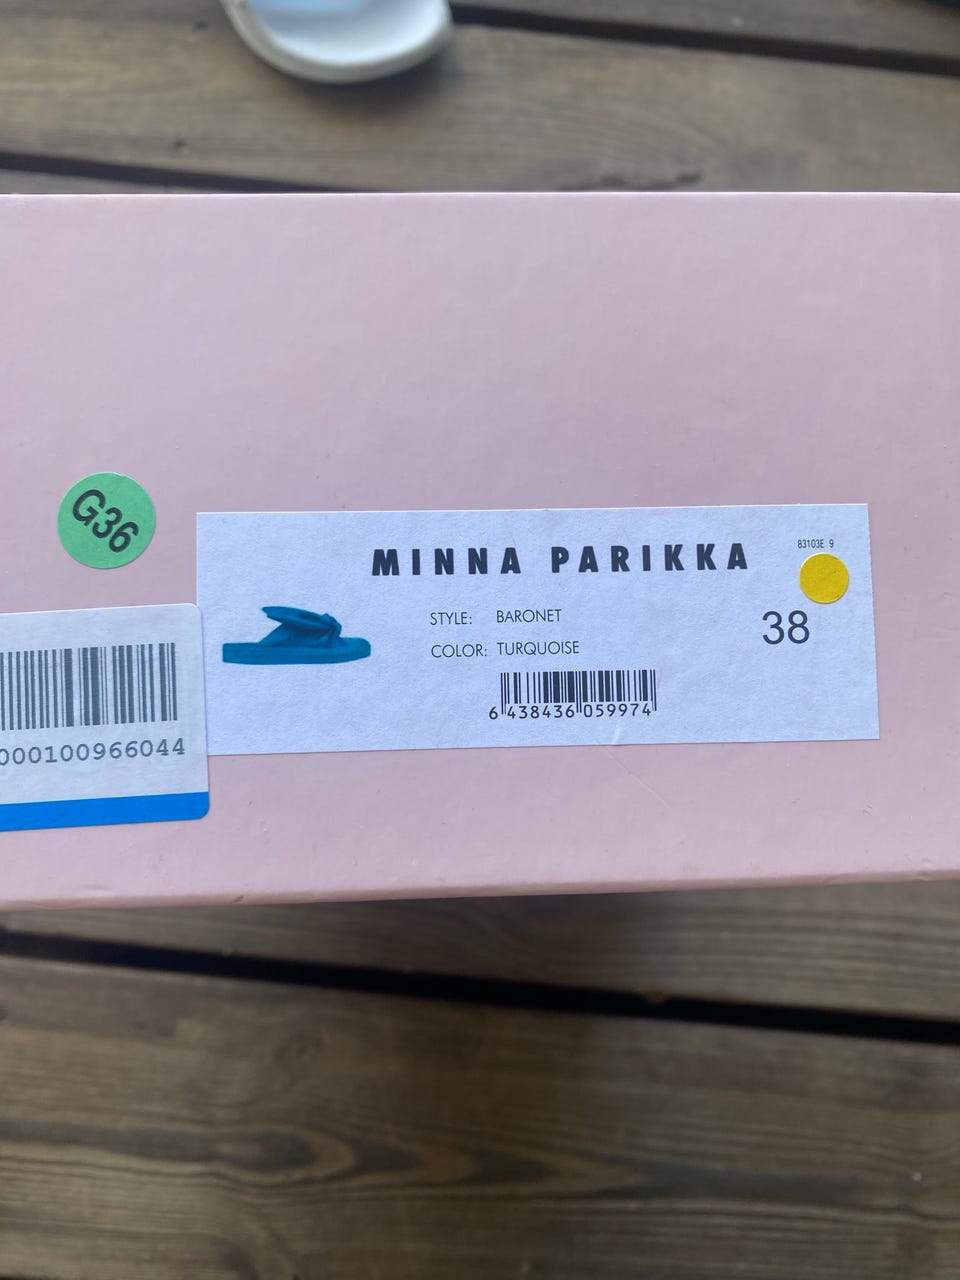 G36
MINNA PARIKKA
83103E 9
STYLE: BARONET
38
COLOR: TURQUOISE
6 438436 059974
000100966044